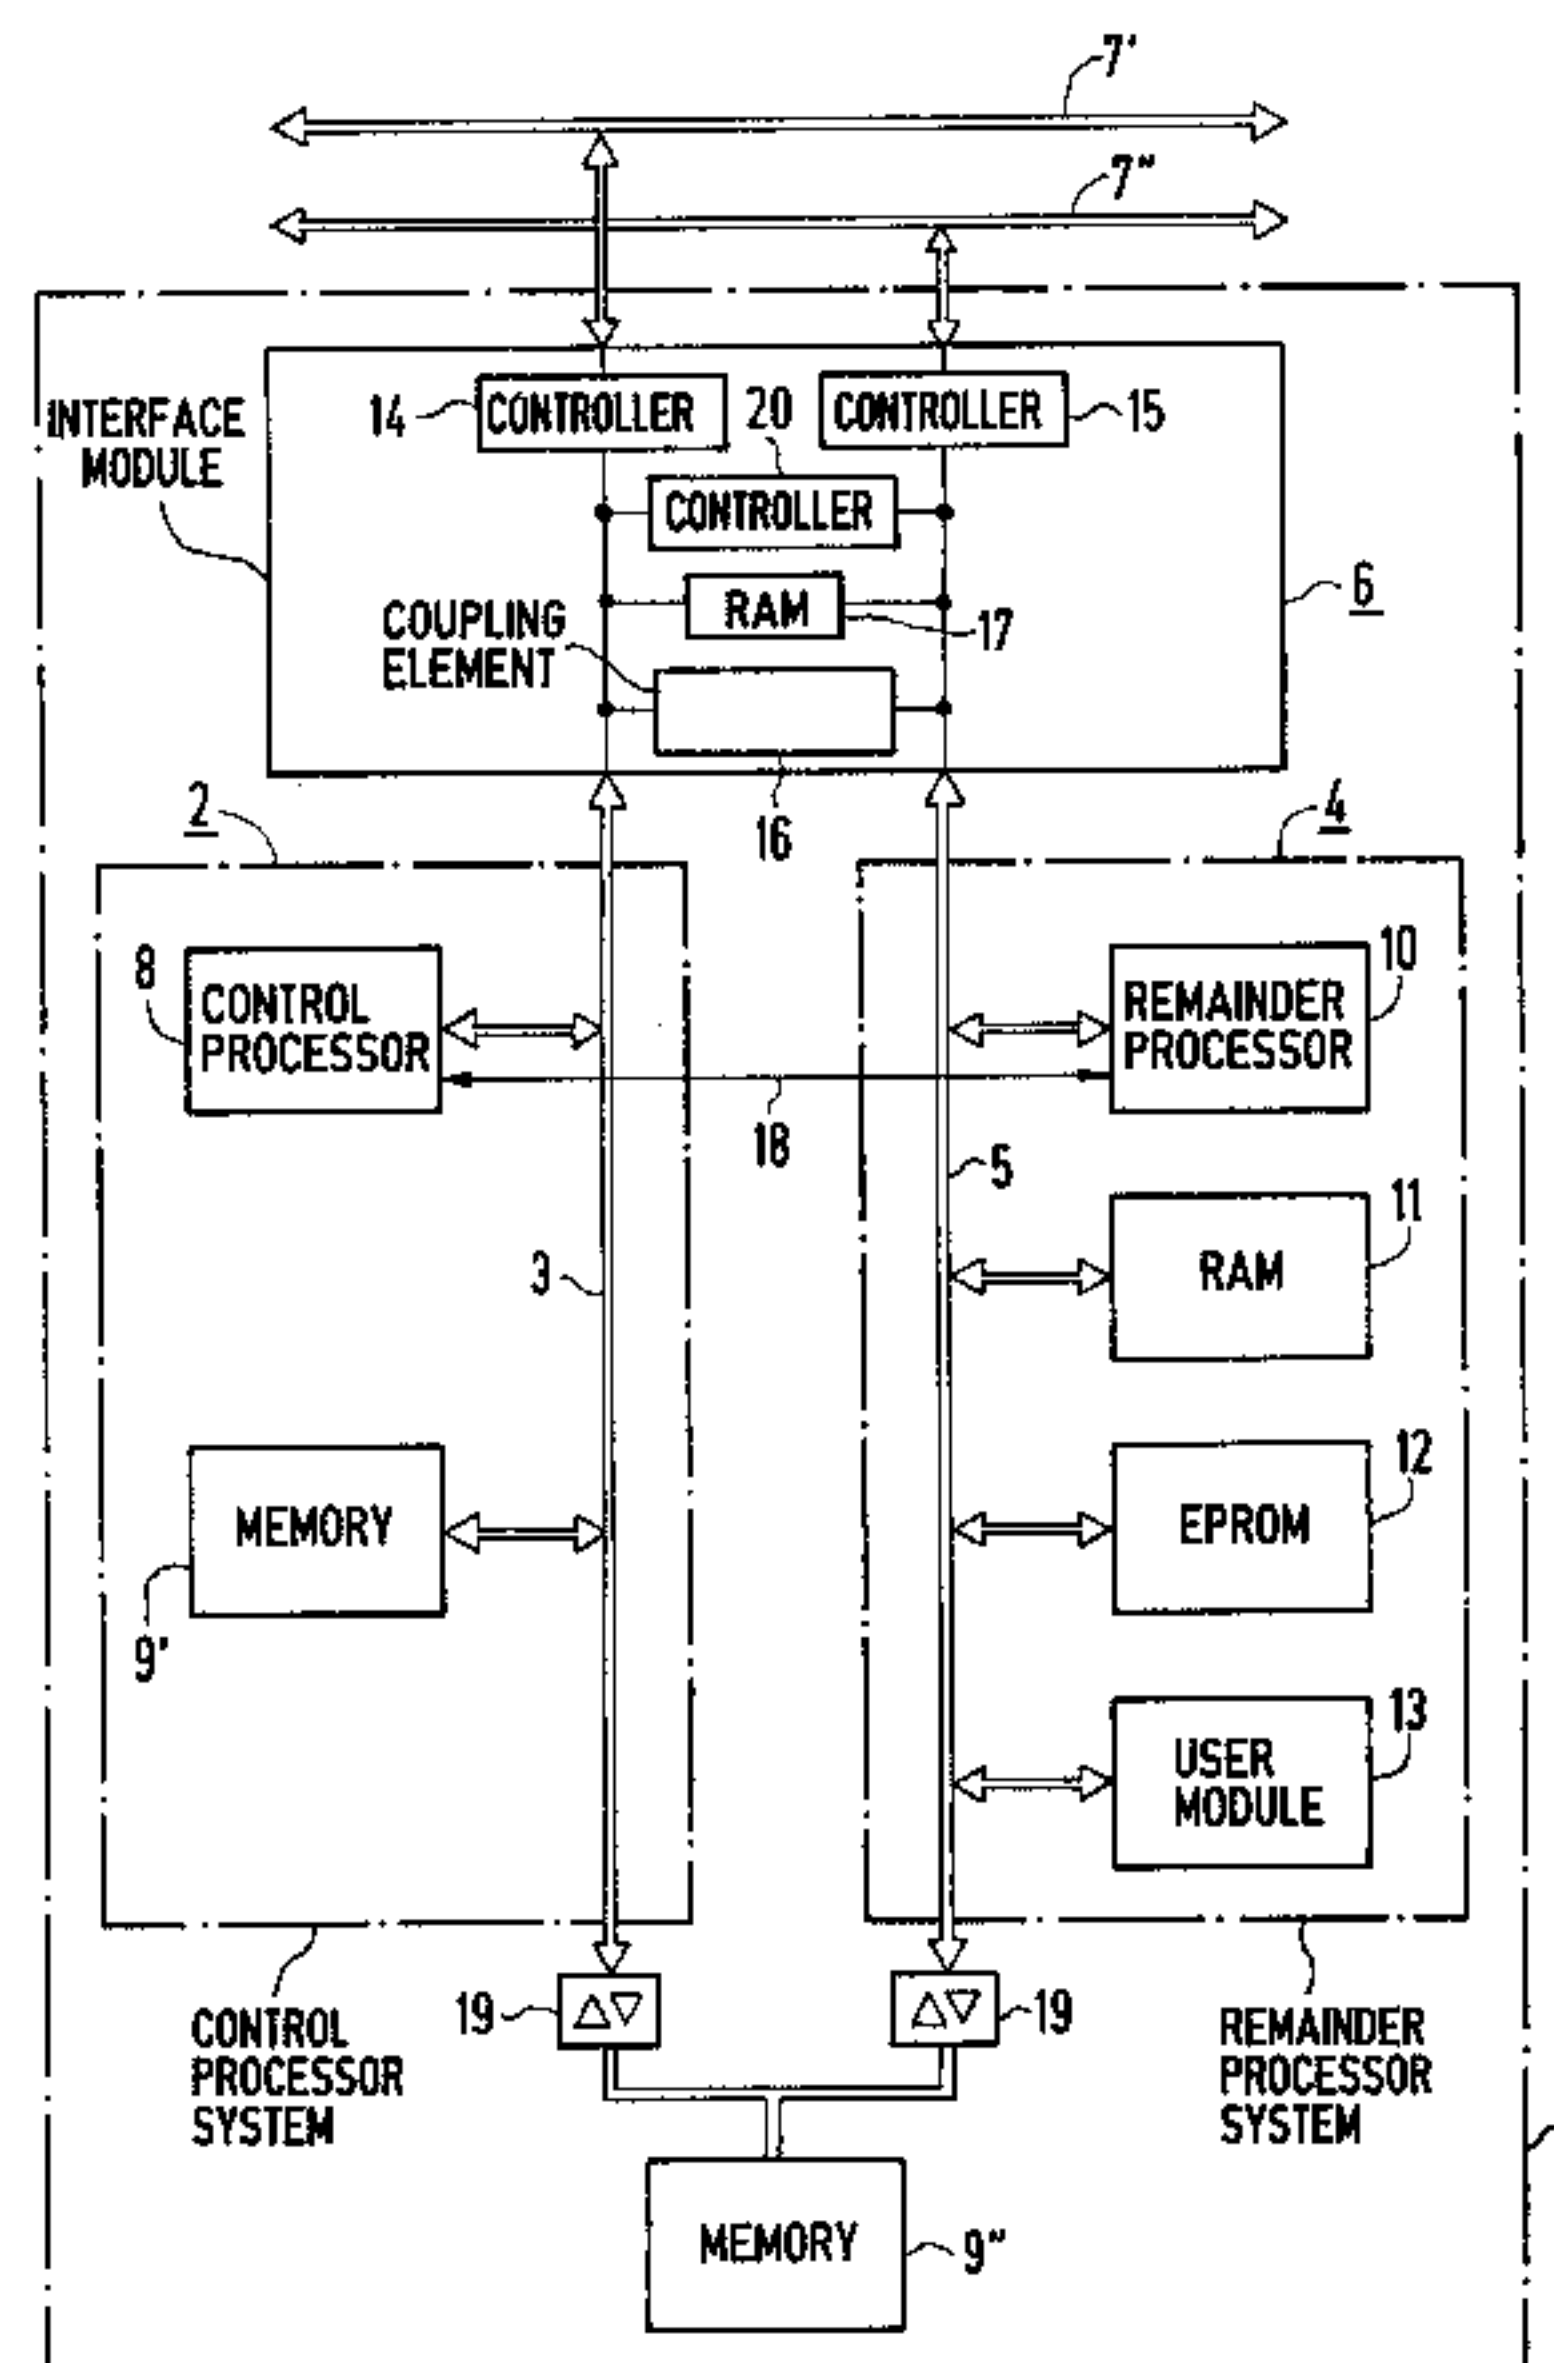 7'
7"
INTERFACE
MODULE
14
CONTROLLER
20
CONTROLLER
15
CONTROLLER
6
COUPLING
ELEMENT
RAM
17
2
16
4
8
CONTROL
PROCESSOR
10
REMAINDER
PROCESSOR
18
5
11
RAM
3
12
EPROM
MEMORY
9'
13
USER
MODULE
19
19
CONTROL
PROCESSOR
SYSTEM
REMAINDER
PROCESSOR
SYSTEM
MEMORY
9"